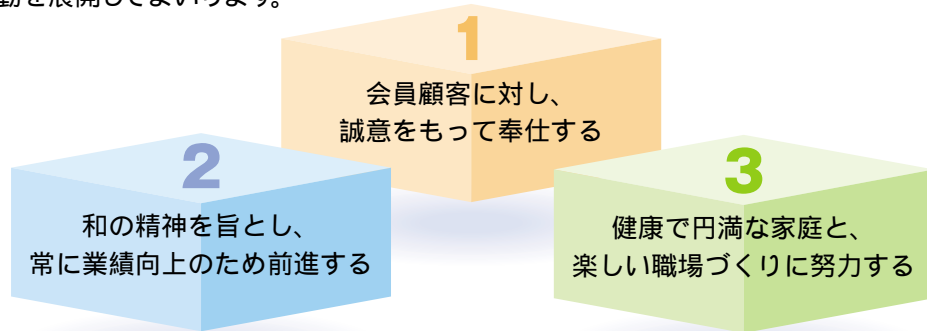 動を展開してまいります。
1
会員顧客に対し、
誠意をもって奉仕する
2
和の精神を旨とし、
常に業績向上のため前進する
3
健康で円満な家庭と、
楽しい職場づくりに努力する